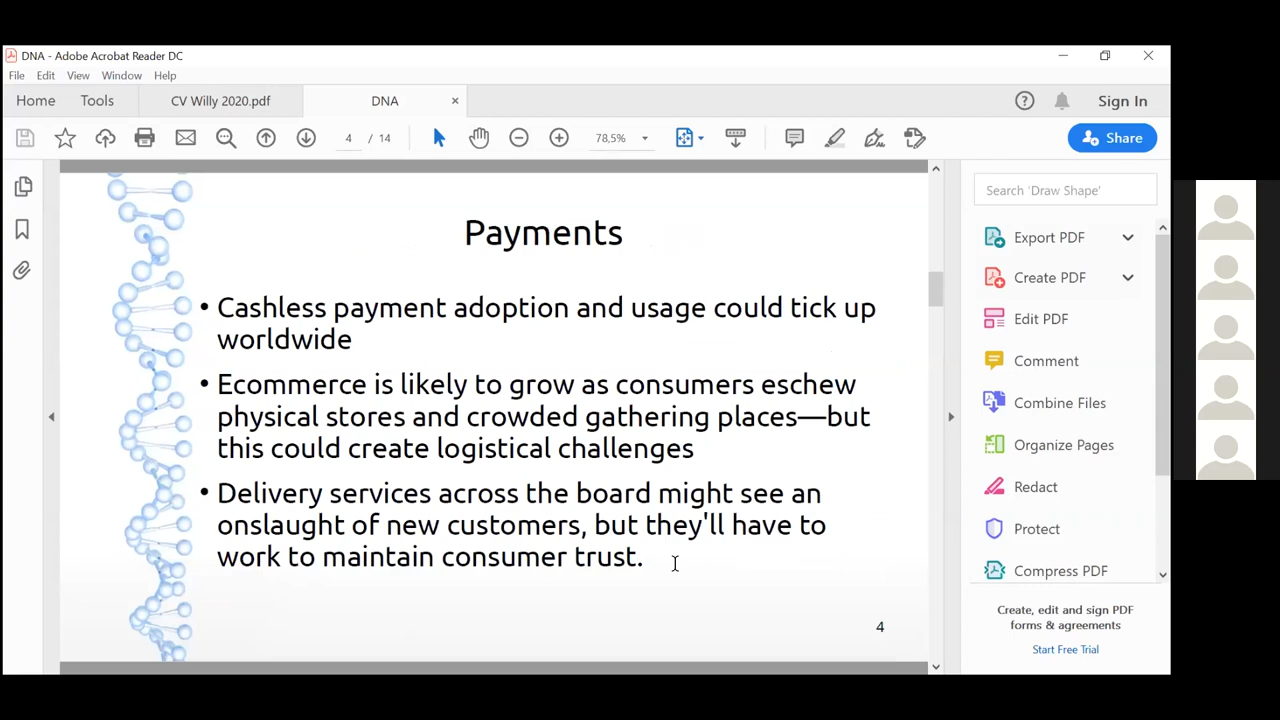 DNA - Adobe Acrobat Reader DC
File Edit View Window Help
Home Tools CV Willy 2020.pdf DNA
4 / 14 78,5% Share
Sign In
Payments
• Cashless payment adoption and usage could tick up
worldwide
• Ecommerce is likely to grow as consumers eschew
physical stores and crowded gathering places—but
this could create logistical challenges
• Delivery services across the board might see an
onslaught of new customers, but they'll have to
work to maintain consumer trust.
4
Search 'Draw Shape'
Export PDF
Create PDF
Edit PDF
Comment
Combine Files
Organize Pages
Redact
Protect
Compress PDF
Create, edit and sign PDF
forms & agreements
Start Free Trial